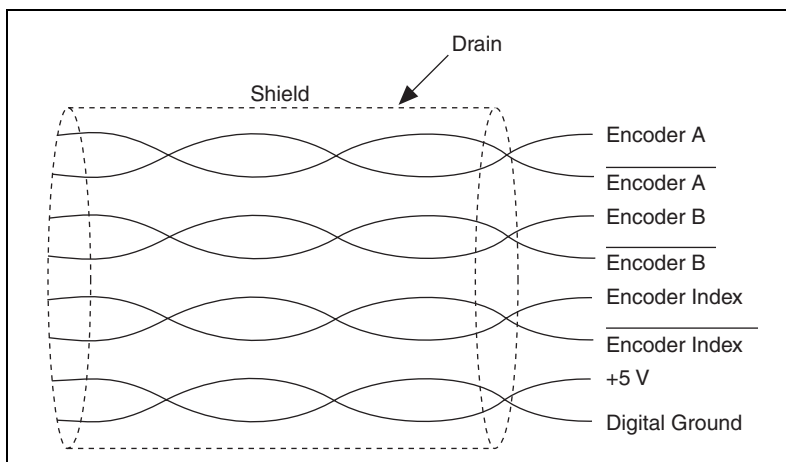 Drain
Shield
Encoder A
Encoder A
Encoder B
Encoder B
Encoder Index
Encoder Index
+5 V
Digital Ground